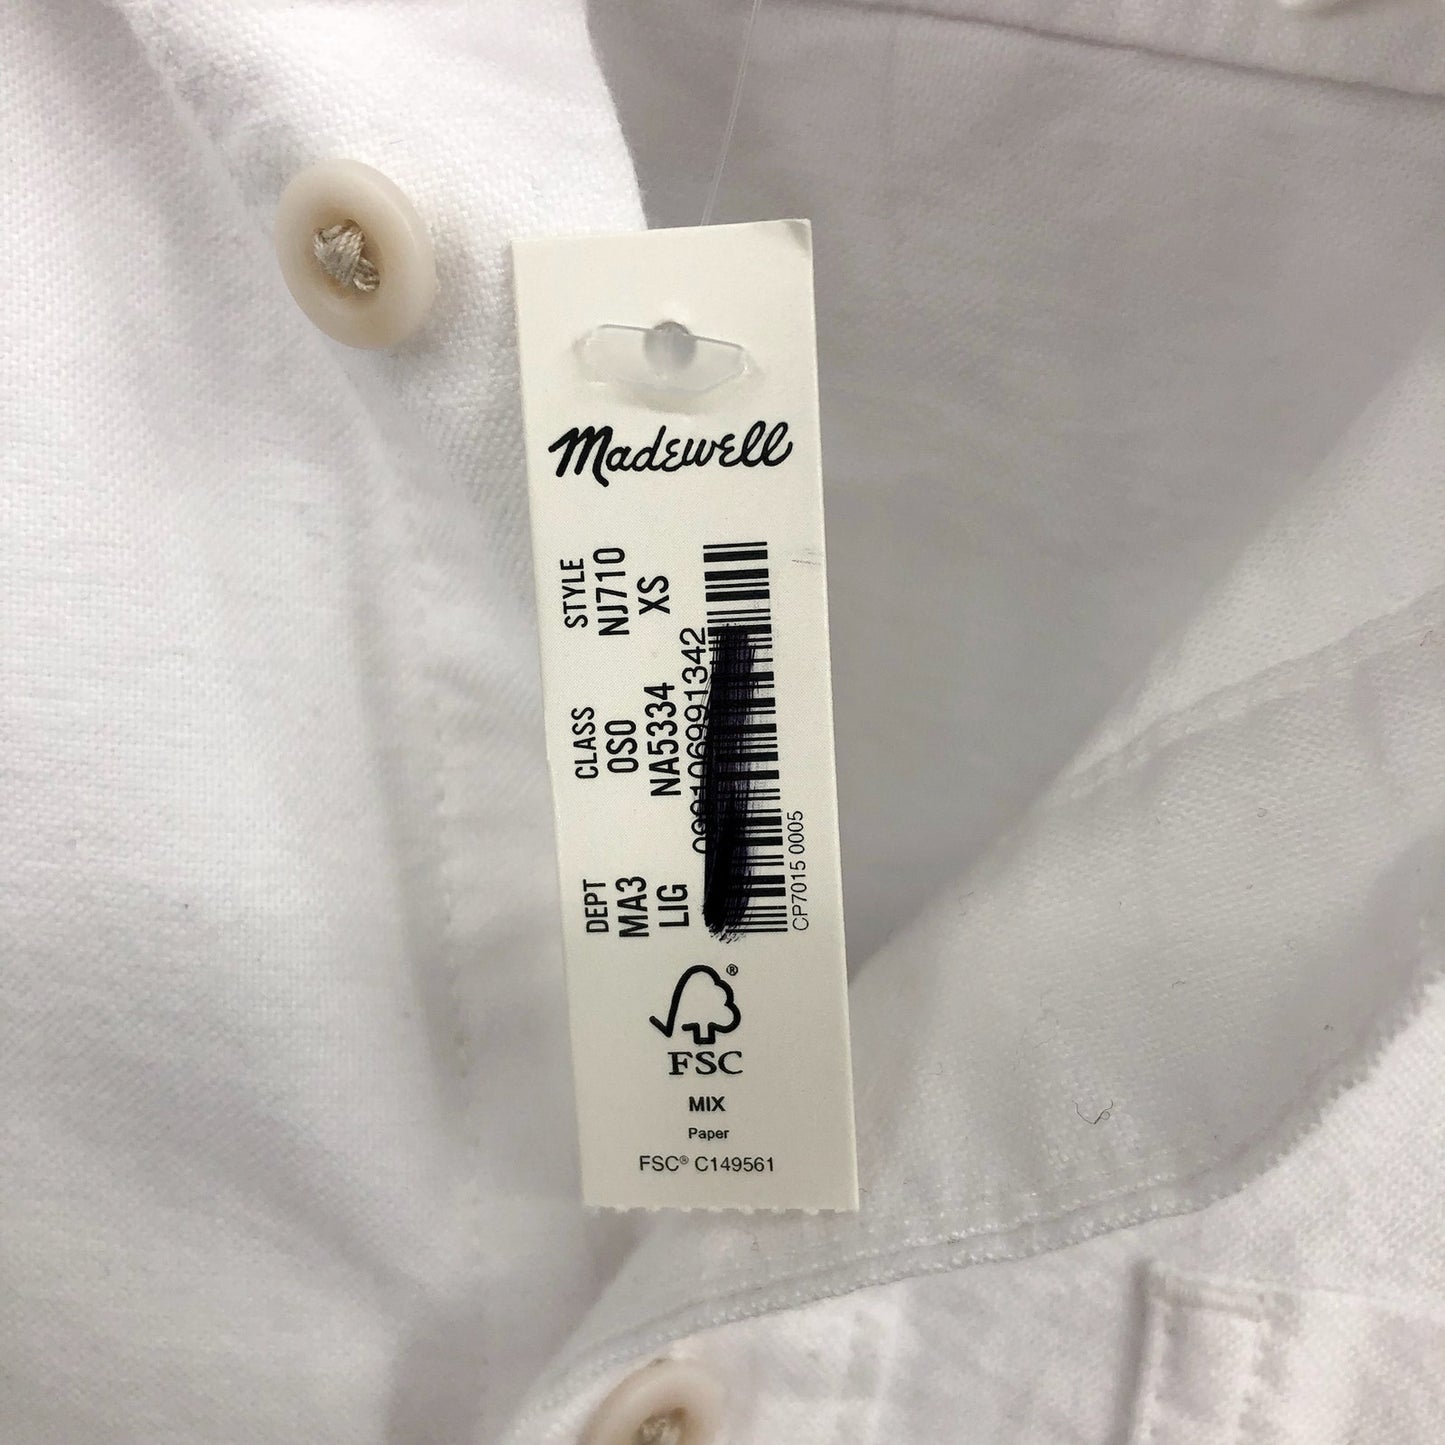 Madewell
DEPT CLASS STYLE
MA3 0S0 NJ710
LIG NA5334 XS
CP7015 0005
FSC®
MIX
Paper
FSC® C149561